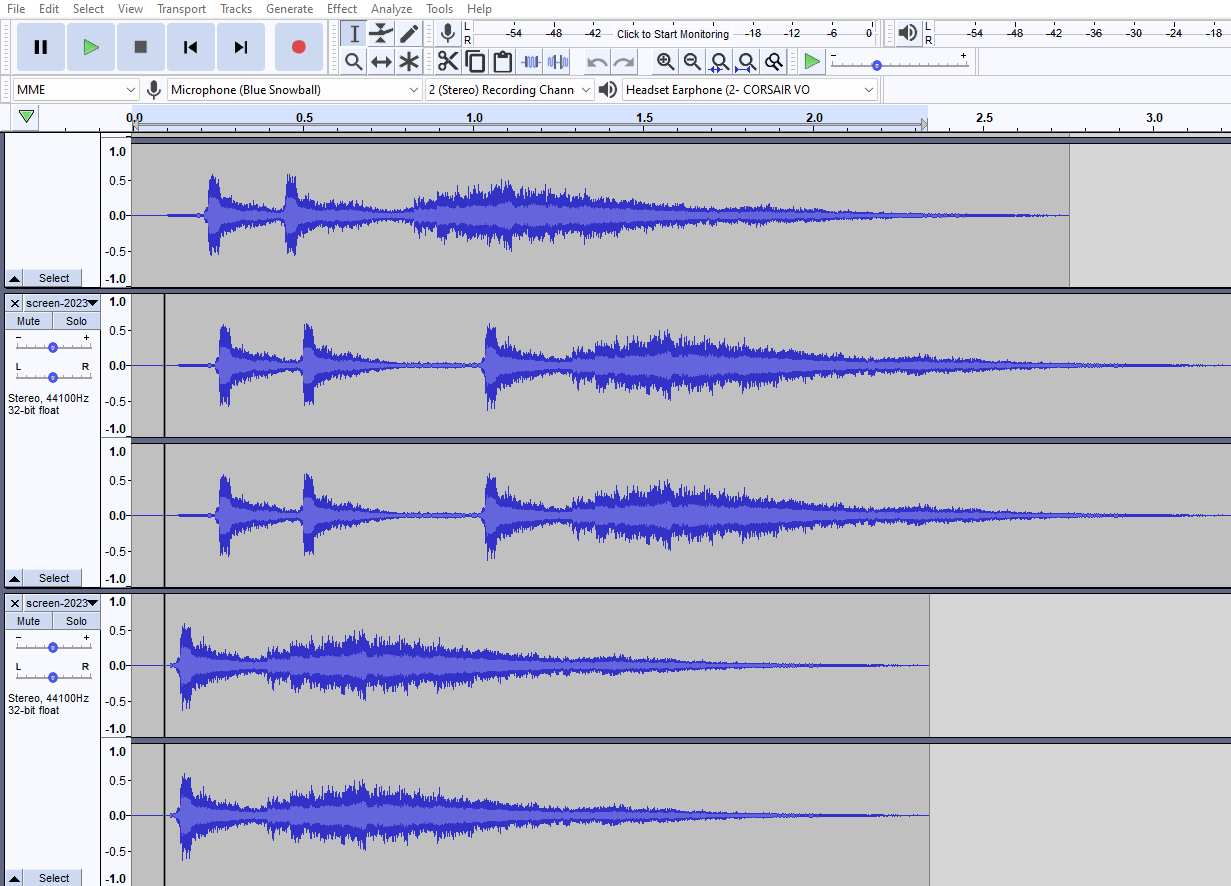 File Edit Select View Transport Tracks Generate Effect Analyze Tools Help
L R -54 -48 -42 Click to Start Monitoring -18 -12 -6 0
L R -54 -48 -42 -36 -30 -24 -18
- +
MME Microphone (Blue Snowball) 2 (Stereo) Recording Chann Headset Earphone (2- CORSAIR VO
0.0 0.5 1.0 1.5 2.0 2.5 3.0
1.0
0.5
0.0
-0.5
-1.0
Select
screen-2023
Mute Solo
- +
L R
Stereo, 44100Hz
32-bit float
Select
1.0
0.5
0.0
-0.5
-1.0
1.0
0.5
0.0
-0.5
-1.0
screen-2023
Mute Solo
- +
L R
Stereo, 44100Hz
32-bit float
Select
1.0
0.5
0.0
-0.5
-1.0
1.0
0.5
0.0
-0.5
-1.0